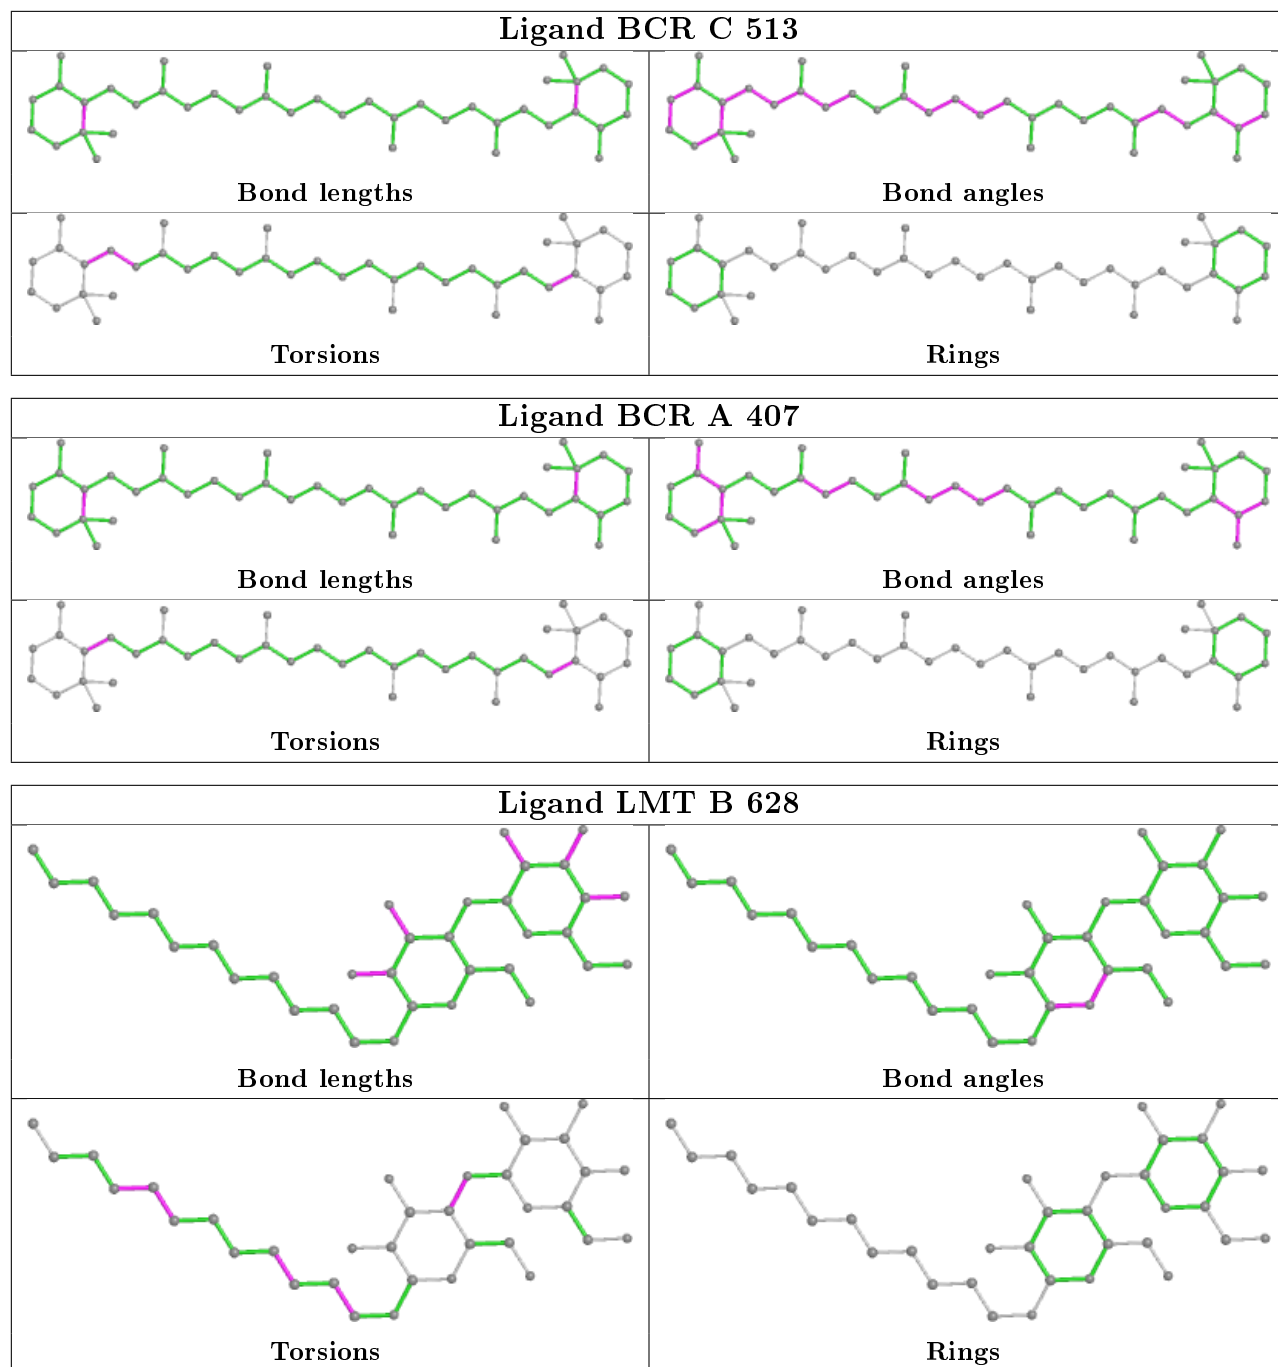 Ligand BCR C 513
Bond lengths
Bond angles
Torsions
Rings
Ligand BCR A 407
Bond lengths
Bond angles
Torsions
Rings
Ligand LMT B 628
Bond lengths
Bond angles
Torsions
Rings